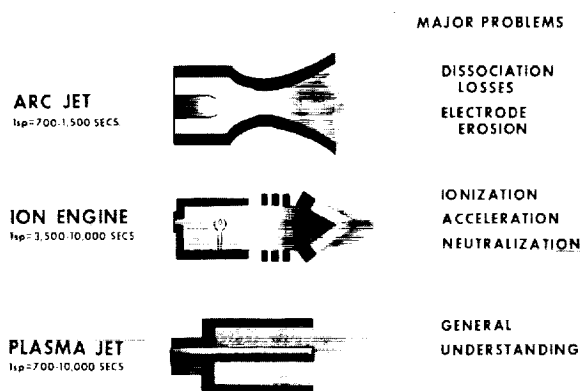 MAJOR PROBLEMS
ARC JET
Isp=700-1,500 SECS
DISSOCIATION
LOSSES
ELECTRODE
EROSION
ION ENGINE
Isp=3,500-10,000 SECS
IONIZATION
ACCELERATION
NEUTRALIZATION
PLASMA JET
Isp=700-10,000 SECS
GENERAL
UNDERSTANDING